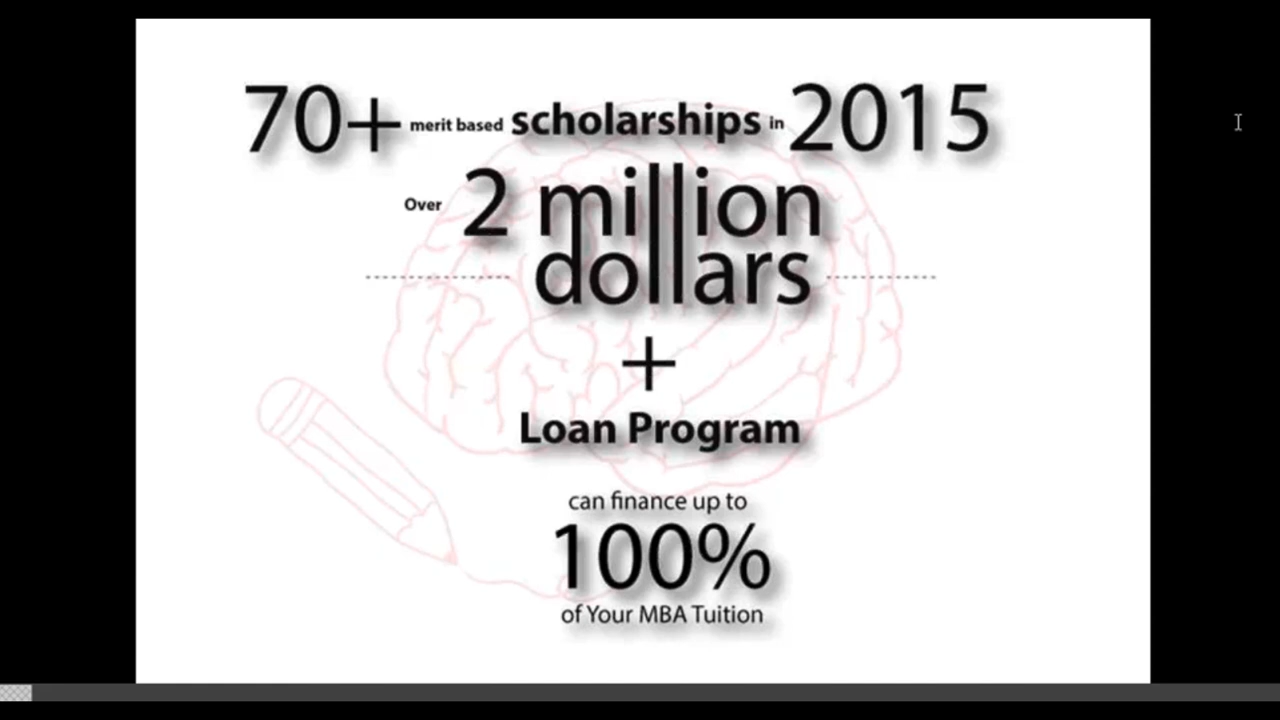 70+ merit based scholarships in 2015
Over 2 million
dollars
+
Loan Program
can finance up to
100%
of Your MBA Tuition